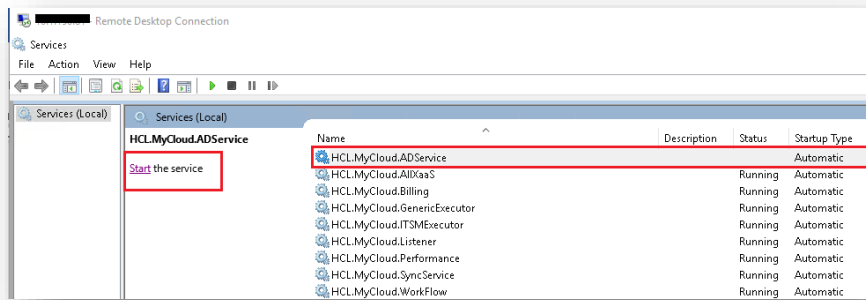 Remote Desktop Connection
Services
File Action View Help
Services (Local)
Services (Local)
HCL.MyCloud.ADService
Start the service
Name Description Status Startup Type
HCL.MyCloud.ADService Automatic
HCL.MyCloud.AllXaaS Running Automatic
HCL.MyCloud.Billing Running Automatic
HCL.MyCloud.GenericExecutor Running Automatic
HCL.MyCloud.ITSMExecutor Running Automatic
HCL.MyCloud.Listener Running Automatic
HCL.MyCloud.Performance Running Automatic
HCL.MyCloud.SyncService Running Automatic
HCL.MyCloud.WorkFlow Running Automatic